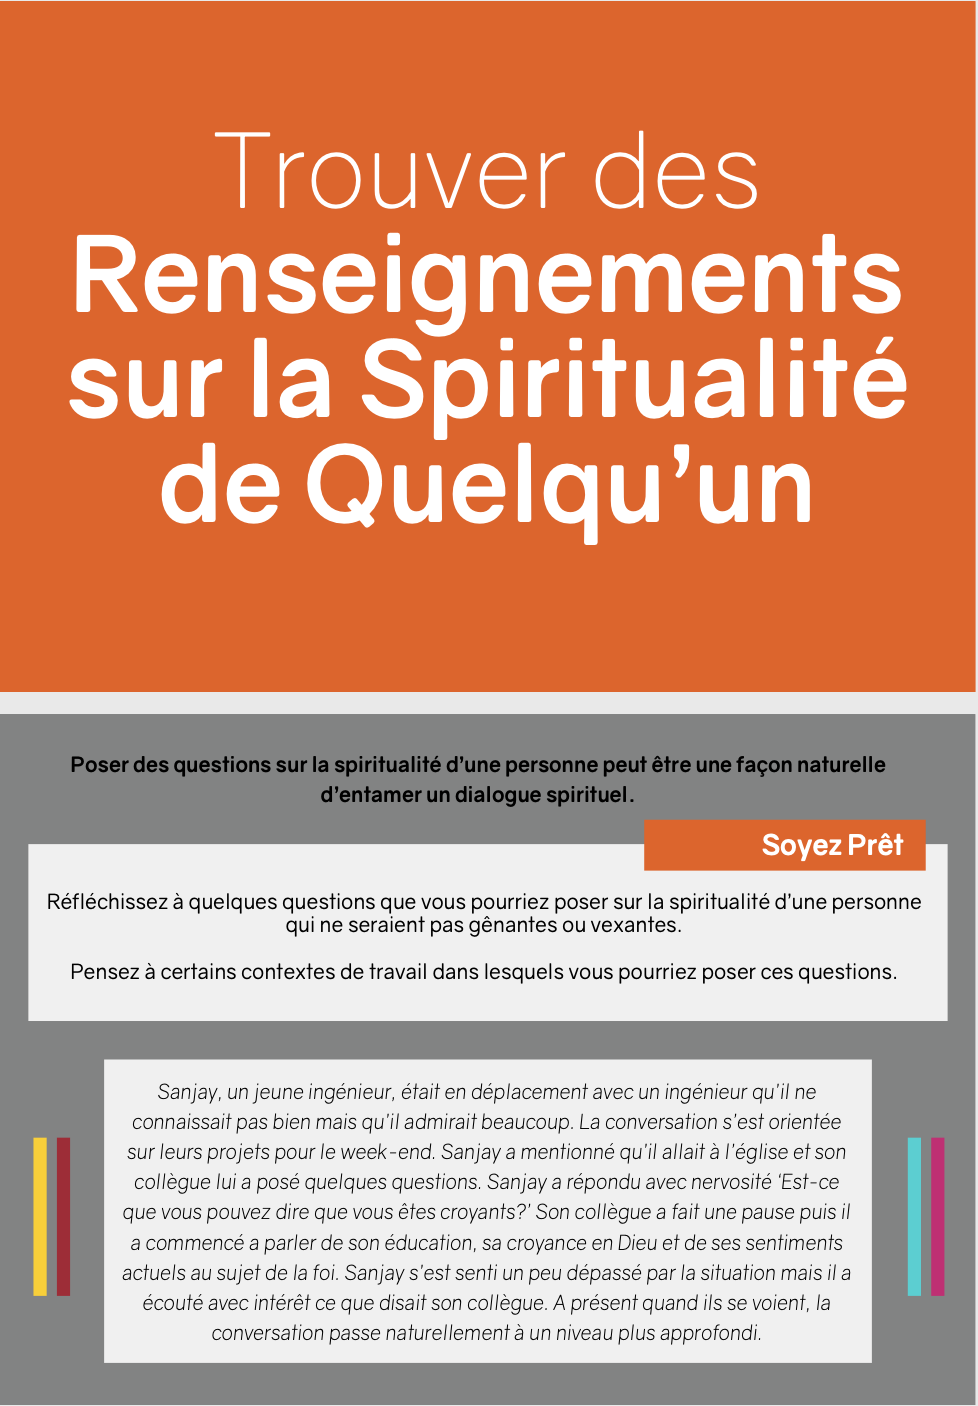 Trouver des
Renseignements
sur la Spiritualité
de Quelqu’un
Poser des questions sur la spiritualité d’une personne peut être une façon naturelle
d’entamer un dialogue spirituel.
Soyez Prêt
Réfléchissez à quelques questions que vous pourriez poser sur la spiritualité d’une personne
qui ne seraient pas gênantes ou vexantes.
Pensez à certains contextes de travail dans lesquels vous pourriez poser ces questions.
Sanjay, un jeune ingénieur, était en déplacement avec un ingénieur qu’il ne
connaissait pas bien mais qu’il admirait beaucoup. La conversation s’est orientée
sur leurs projets pour le week-end. Sanjay a mentionné qu’il allait à l’église et son
collègue lui a posé quelques questions. Sanjay a répondu avec nervosité ‘Est-ce
que vous pouvez dire que vous êtes croyants?’ Son collègue a fait une pause puis il
a commencé a parler de son éducation, sa croyance en Dieu et de ses sentiments
actuels au sujet de la foi. Sanjay s’est senti un peu dépassé par la situation mais il a
écouté avec intérêt ce que disait son collègue. A présent quand ils se voient, la
conversation passe naturellement à un niveau plus approfondi.